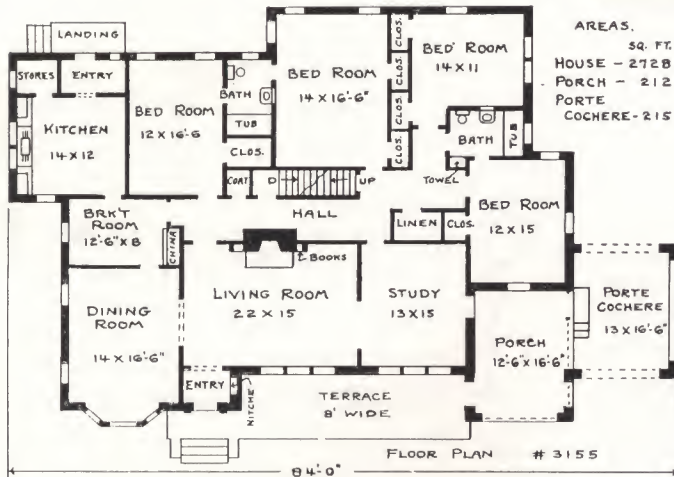 LANDING
STORES
ENTRY
KITCHEN
14 X 12
BED ROOM
12 X 16'-6
BATH
TUB
CLOS.
COAT
D
UP
BED ROOM
14 X 16'-6"
CLOS.
CLOS.
CLOS.
CLOS.
BED ROOM
14 X 11
AREAS.
SQ. FT.
HOUSE - 2728
PORCH - 212
PORTE
COCHERE - 215
BATH
TUB
TOWEL
HALL
LINEN
CLOS.
BED ROOM
12 X 15
BRK'T
ROOM
12'-6" X 8
CHINA
BOOKS
DINING
ROOM
14 X 16'-6"
LIVING ROOM
22 X 15
STUDY
13 X 15
PORCH
12'-6" X 16'-6"
PORTE
COCHERE
13 X 16'-6"
ENTRY
NITCHE
TERRACE
8' WIDE
FLOOR PLAN # 3155
84'-0"